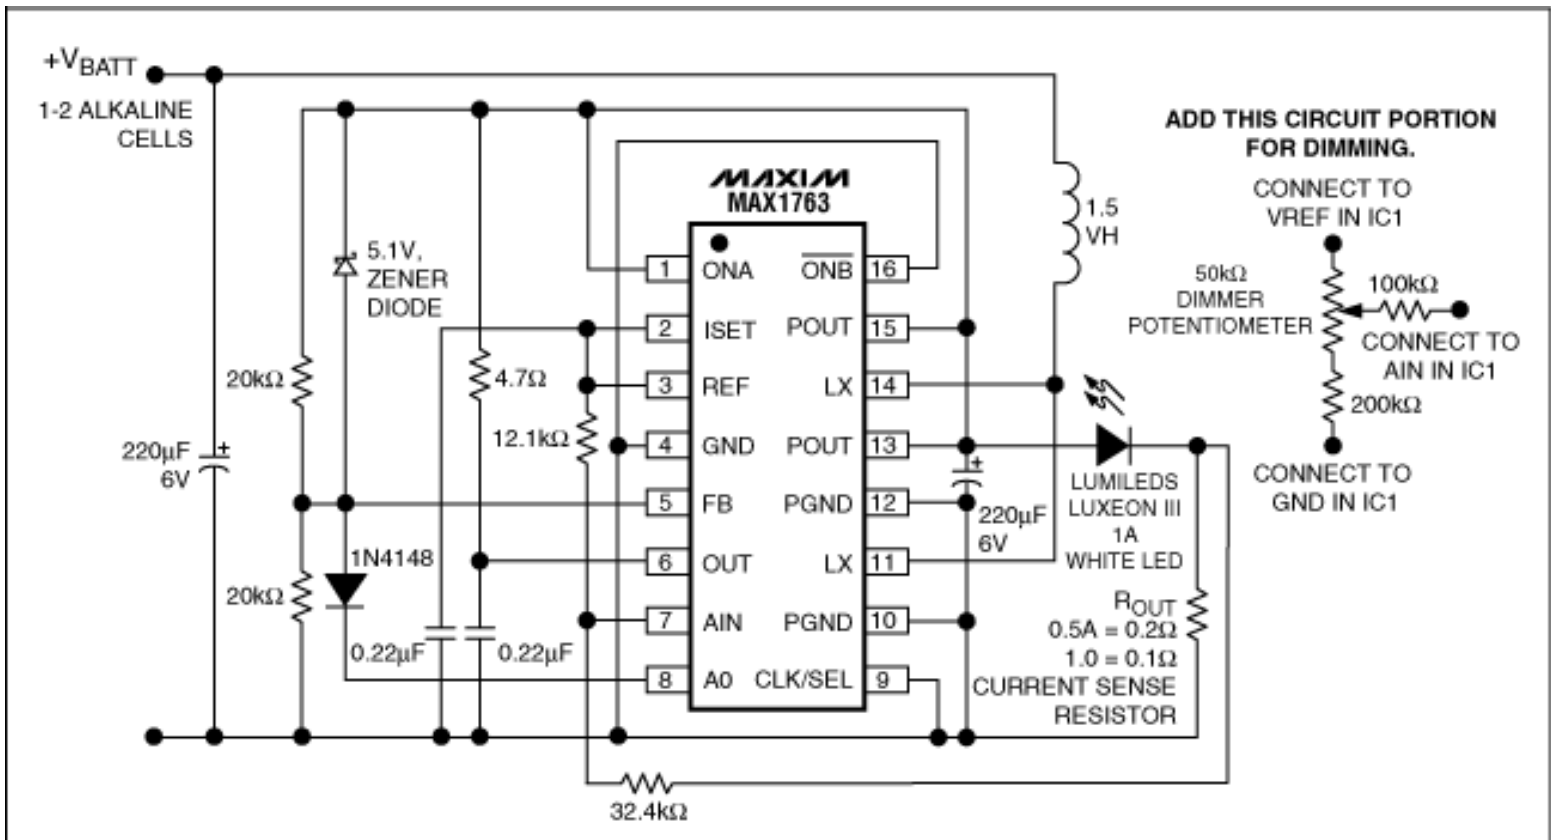 +VBATT
1-2 ALKALINE
CELLS
ADD THIS CIRCUIT PORTION
FOR DIMMING.
CONNECT TO
VREF IN IC1
50kΩ
DIMMER
POTENTIOMETER
100kΩ
CONNECT TO
AIN IN IC1
200kΩ
CONNECT TO
GND IN IC1
MAXIM
MAX1763
1.5
VH
5.1V,
ZENER
DIODE
20kΩ
4.7Ω
12.1kΩ
220µF
6V
1N4148
20kΩ
0.22µF
0.22µF
1 ONA
2 ISET
3 REF
4 GND
5 FB
6 OUT
7 AIN
8 A0
ONB 16
POUT 15
LX 14
POUT 13
PGND 12
LX 11
PGND 10
CLK/SEL 9
+
+
220µF
6V
LUMILEDS
LUXEON III
1A
WHITE LED
ROUT
0.5A = 0.2Ω
1.0 = 0.1Ω
CURRENT SENSE
RESISTOR
32.4kΩ